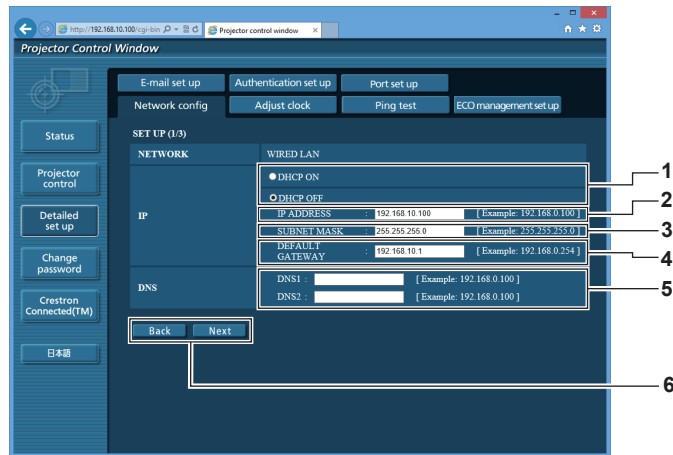 http://192.168.10.100/cgi-bin
Projector control window
Projector Control Window
E-mail set up Authentication set up Port set up
Network config Adjust clock Ping test ECO management set up
Status
Projector control
Detailed set up
Change password
Crestron Connected(TM)
日本語
SET UP (1/3)
NETWORK WIRED LAN
IP
DHCP ON
DHCP OFF
IP ADDRESS : 192.168.10.100 [ Example: 192.168.0.100 ]
SUBNET MASK : 255.255.255.0 [ Example: 255.255.255.0 ]
DEFAULT GATEWAY : 192.168.10.1 [ Example: 192.168.0.254 ]
DNS
DNS1 : [ Example: 192.168.0.100 ]
DNS2 : [ Example: 192.168.0.100 ]
Back Next
1
2
3
4
5
6